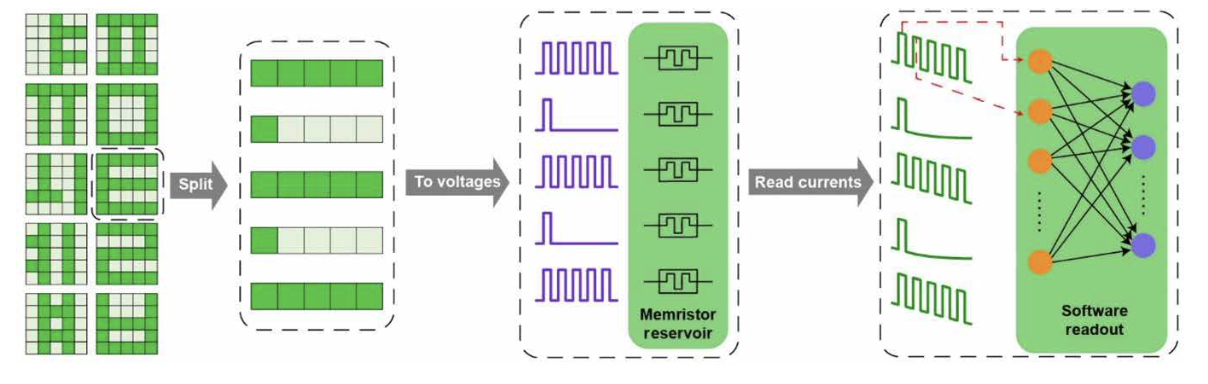 Split
To voltages
Memristor
reservoir
Read currents
Software
readout